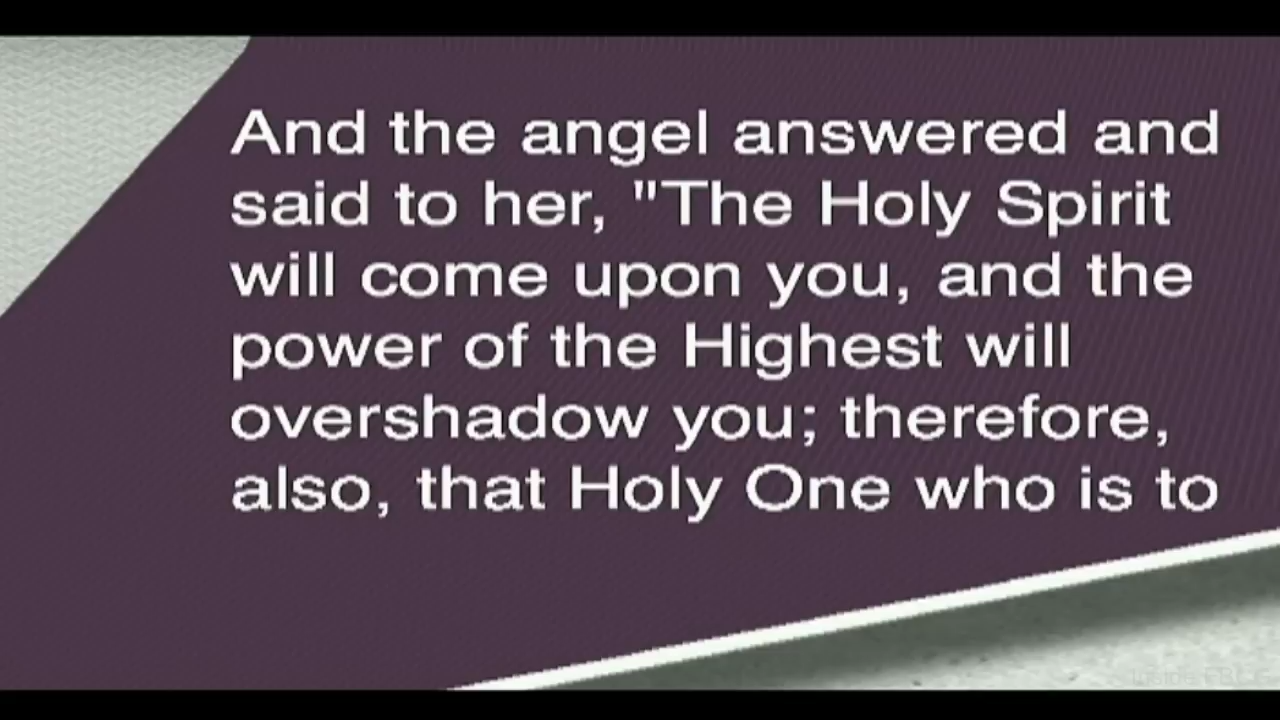 And the angel answered and
said to her, "The Holy Spirit
will come upon you, and the
power of the Highest will
overshadow you; therefore,
also, that Holy One who is to